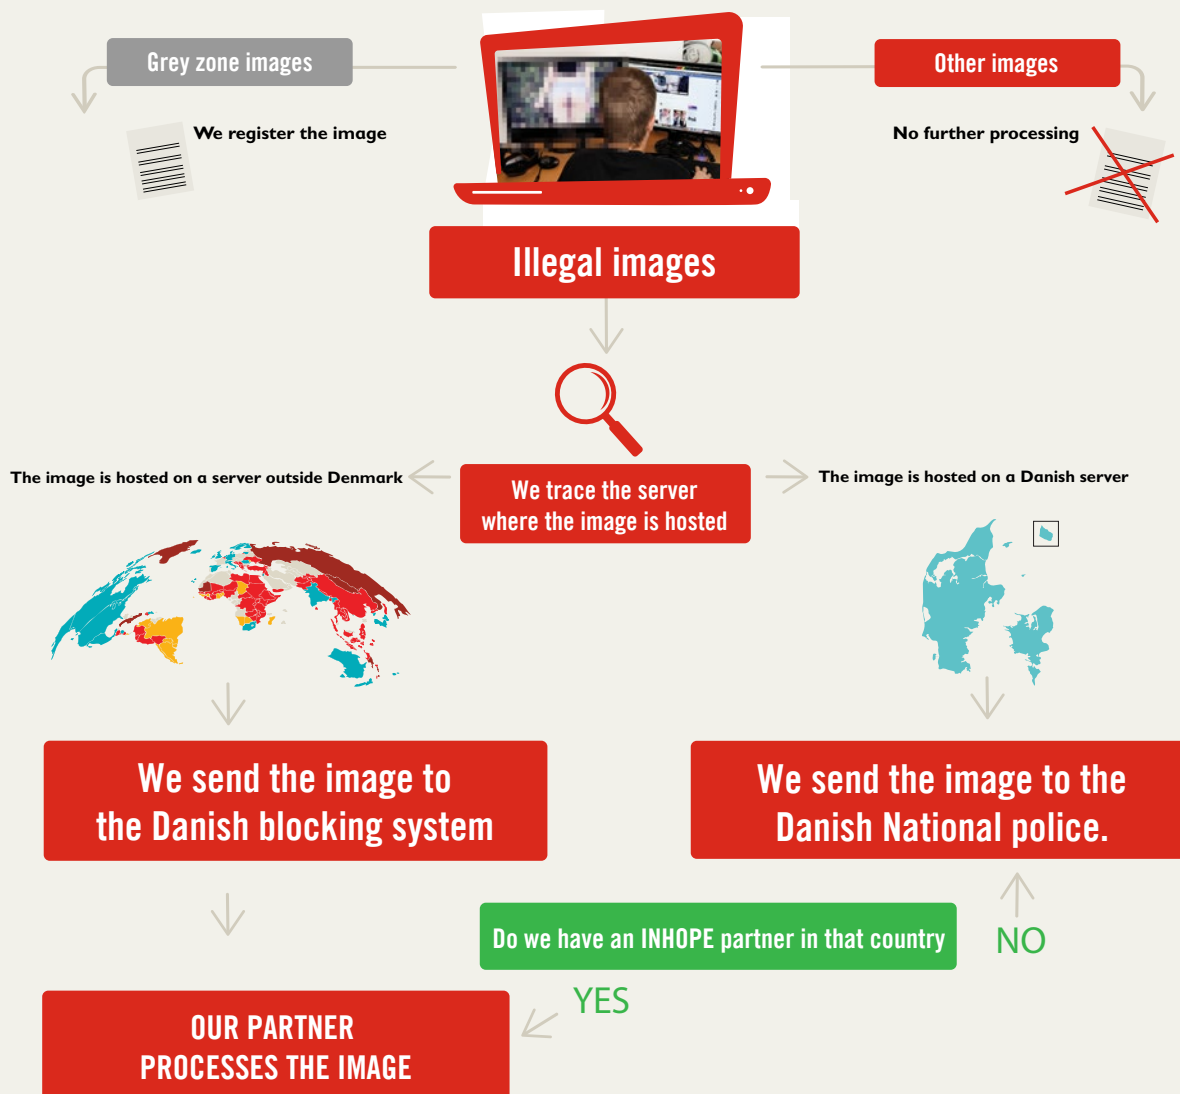 Grey zone images
Other images
We register the image
No further processing
Illegal images
The image is hosted on a server outside Denmark
We trace the server
where the image is hosted
The image is hosted on a Danish server
We send the image to
the Danish blocking system
We send the image to the
Danish National police.
Do we have an INHOPE partner in that country
NO
YES
OUR PARTNER
PROCESSES THE IMAGE